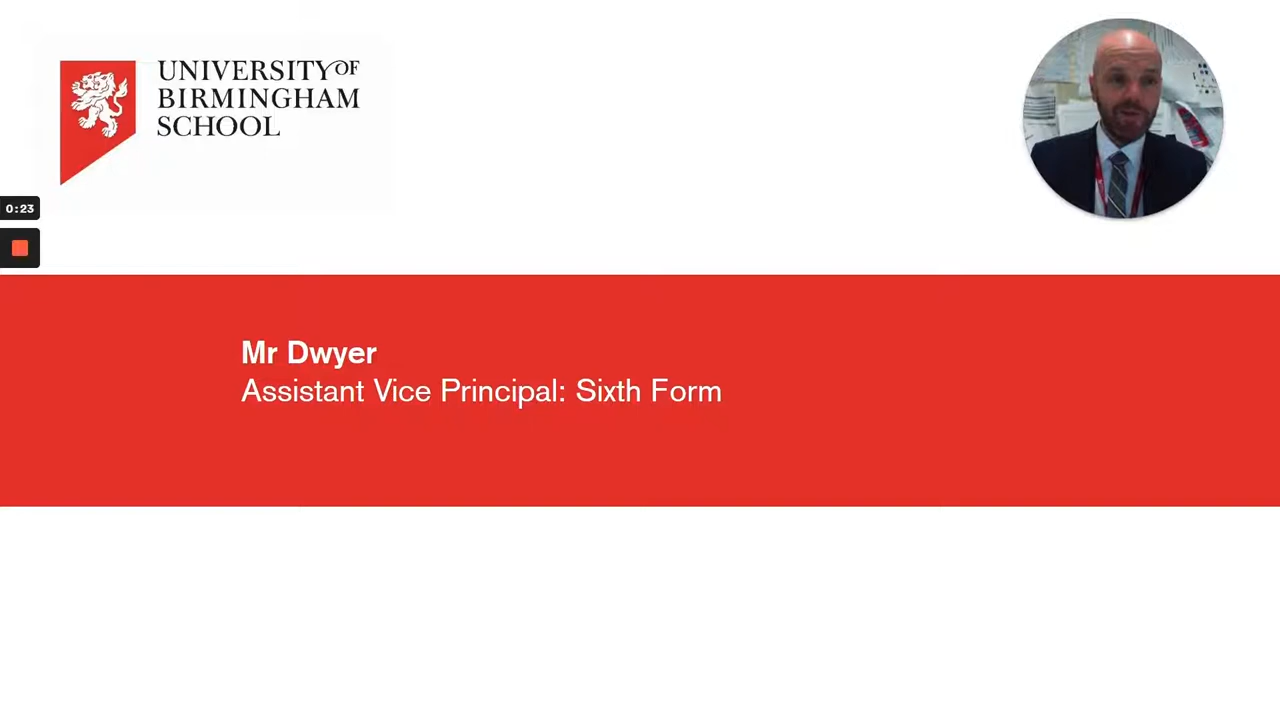 UNIVERSITY OF
BIRMINGHAM
SCHOOL
0:23
Mr Dwyer
Assistant Vice Principal: Sixth Form